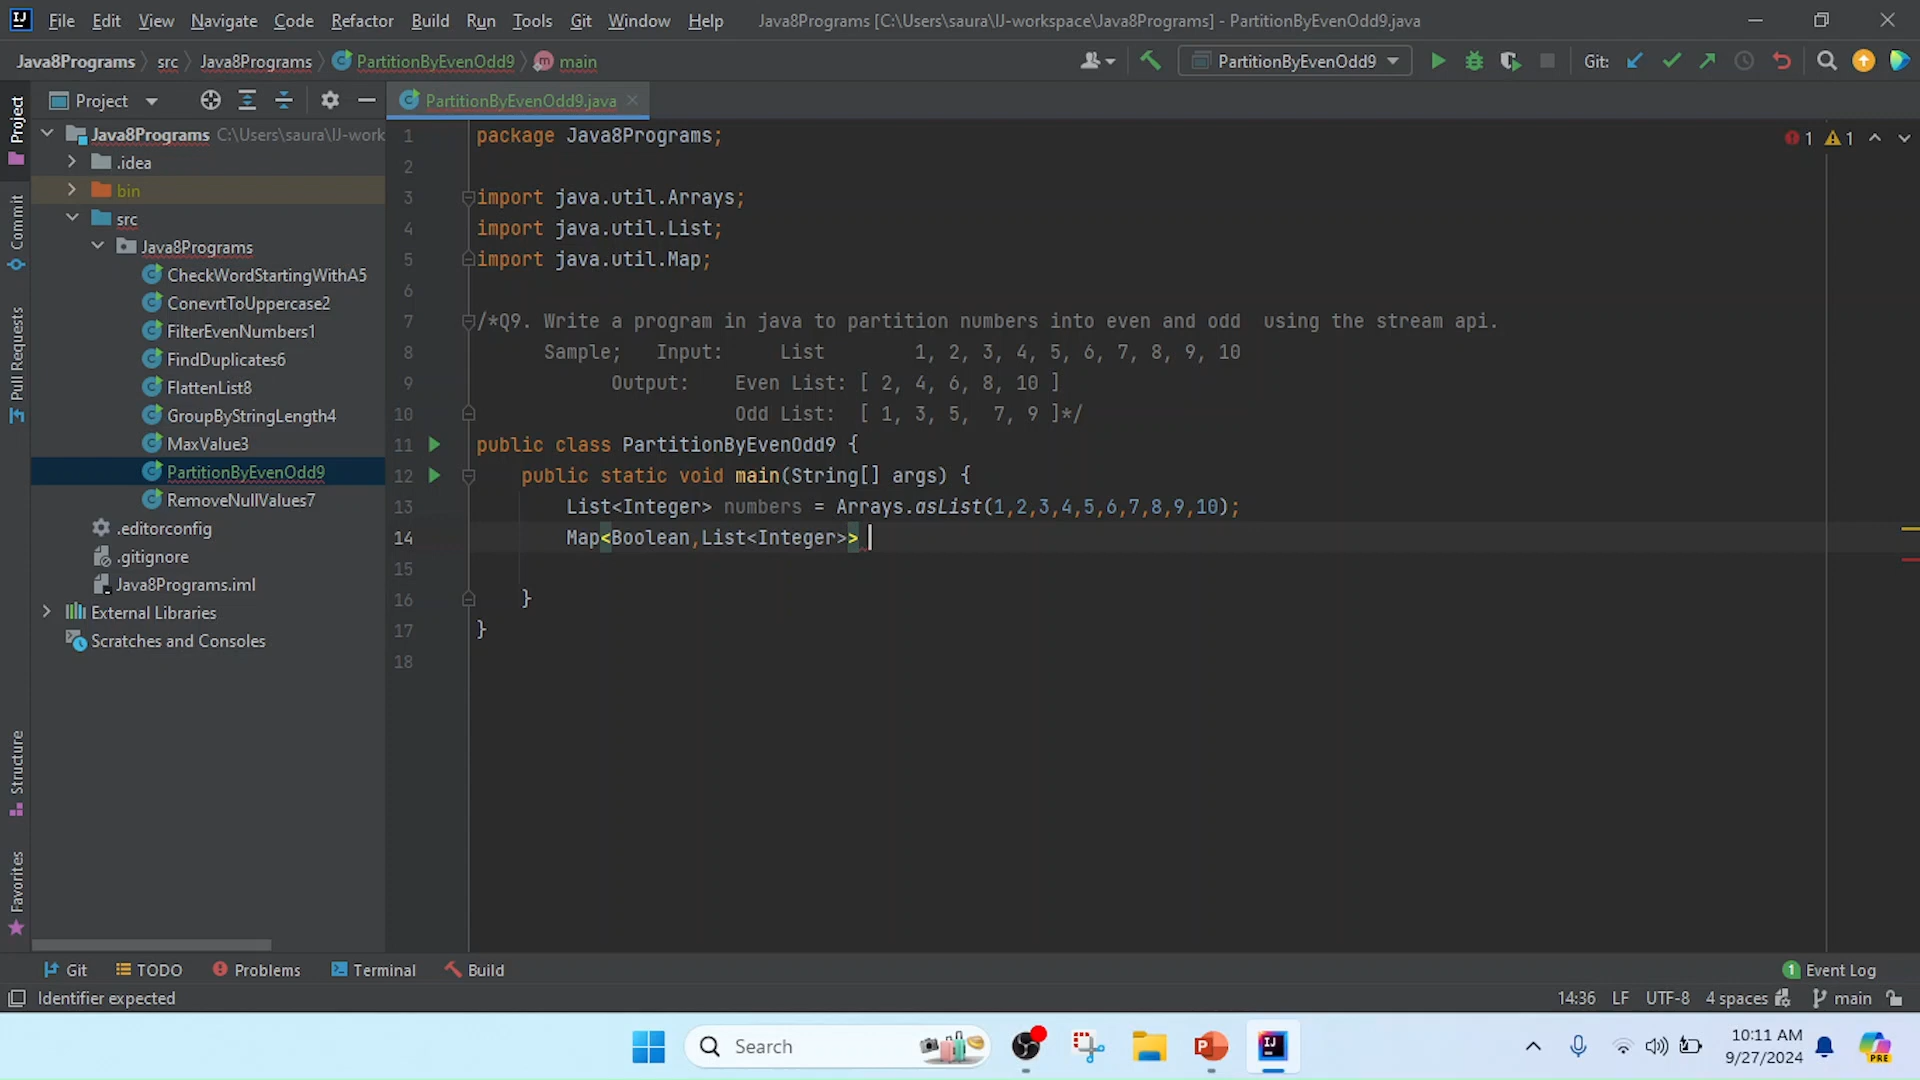 File Edit View Navigate Code Refactor Build Run Tools Git Window Help Java8Programs [C:\Users\saura\IJ-workspace\Java8Programs] - PartitionByEvenOdd9.java
Java8Programs src Java8Programs PartitionByEvenOdd9 main PartitionByEvenOdd9 Git:
Project PartitionByEvenOdd9.java
Java8Programs C:\Users\saura\IJ-work
.idea
bin
src
Java8Programs
CheckWordStartingWithA5
ConevrtToUppercase2
FilterEvenNumbers1
FindDuplicates6
FlattenList8
GroupByStringLength4
MaxValue3
PartitionByEvenOdd9
RemoveNullValues7
.editorconfig
.gitignore
Java8Programs.iml
External Libraries
Scratches and Consoles
Project
Commit
Pull Requests
Structure
Favorites
1 package Java8Programs;
2
3 import java.util.Arrays;
4 import java.util.List;
5 import java.util.Map;
6
7 /*Q9. Write a program in java to partition numbers into even and odd  using the stream api.
8 Sample; Input: List 1, 2, 3, 4, 5, 6, 7, 8, 9, 10
9 Output: Even List: [ 2, 4, 6, 8, 10 ]
10 Odd List: [ 1, 3, 5,  7, 9 ]*/
11 public class PartitionByEvenOdd9 {
12 public static void main(String[] args) {
13 List<Integer> numbers = Arrays.asList(1,2,3,4,5,6,7,8,9,10);
14 Map<Boolean,List<Integer>>
15
16 }
17 }
18
1 1
Git TODO Problems Terminal Build 1 Event Log
Identifier expected 14:36 LF UTF-8 4 spaces main
Search
10:11 AM
9/27/2024
PRE